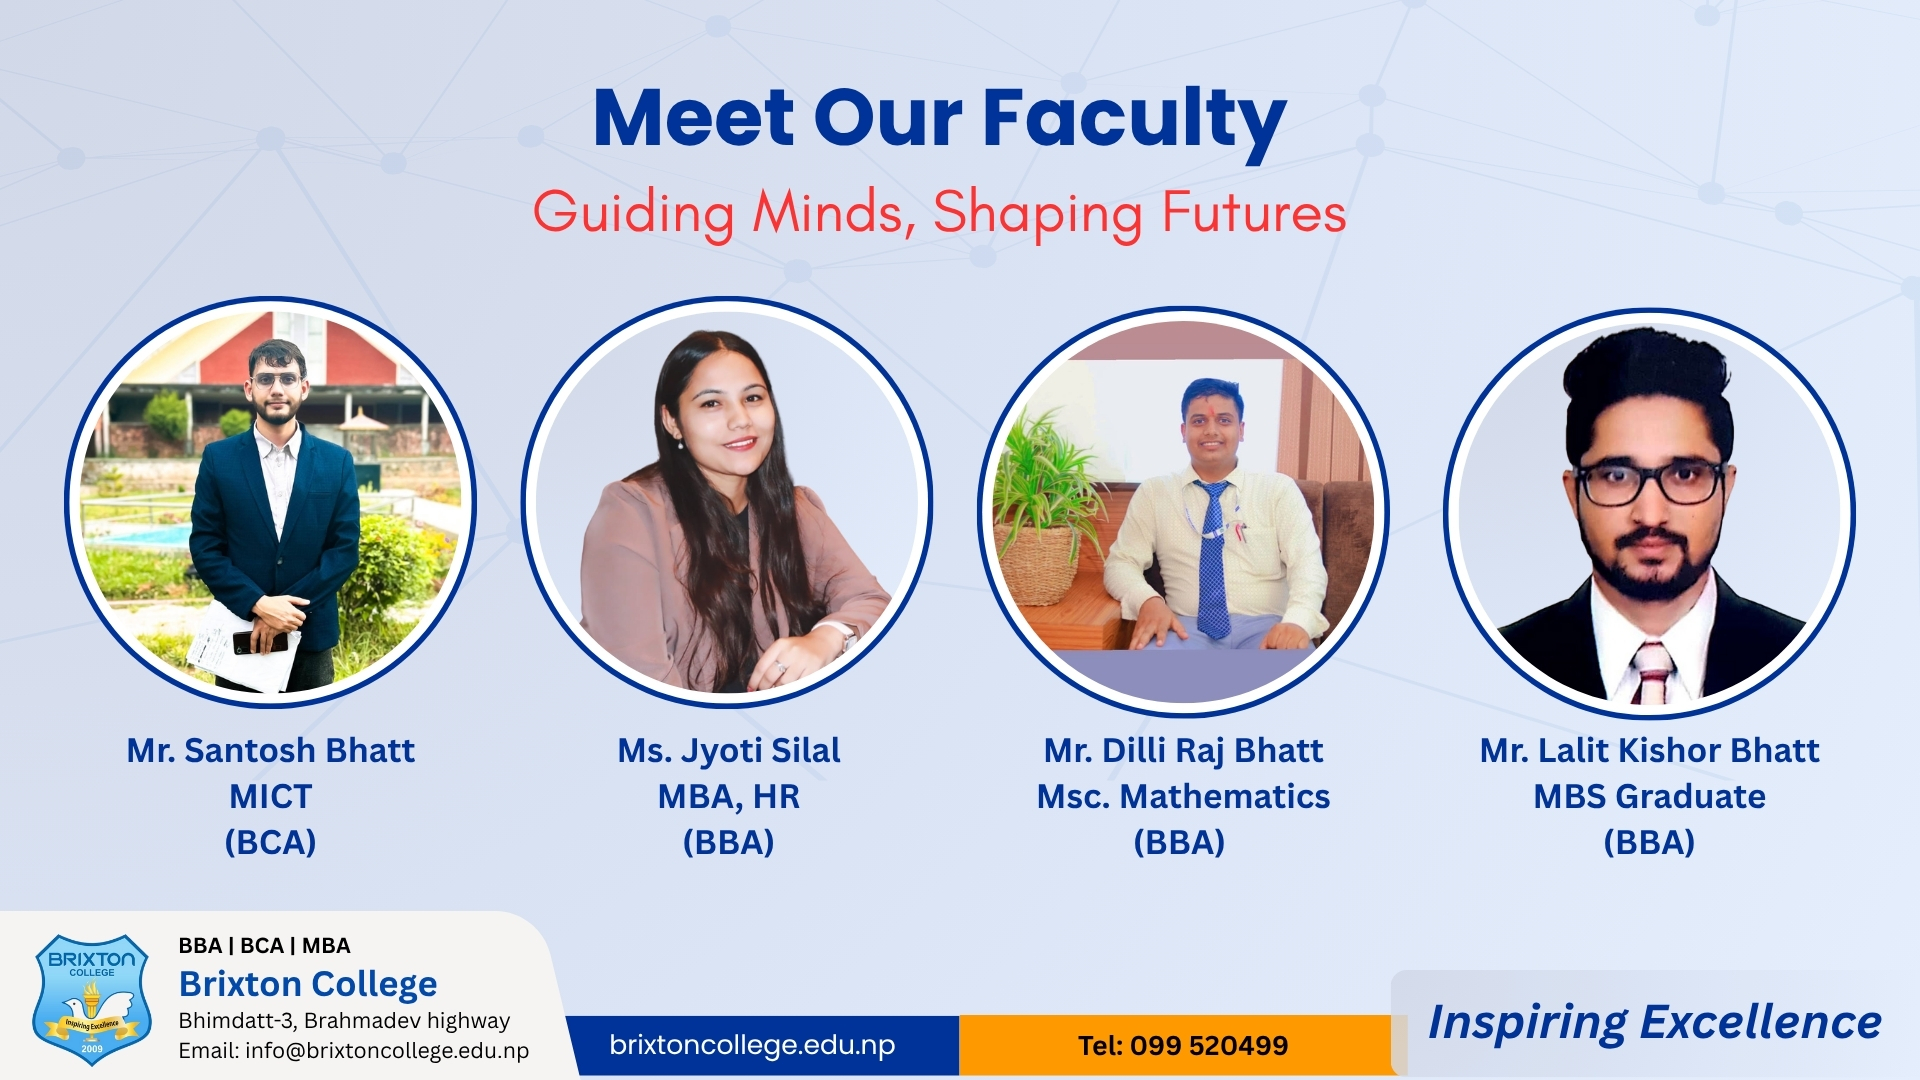 Meet Our Faculty
Guiding Minds, Shaping Futures
Mr. Santosh Bhatt
MICT
(BCA)
Ms. Jyoti Silal
MBA, HR
(BBA)
Mr. Dilli Raj Bhatt
Msc. Mathematics
(BBA)
Mr. Lalit Kishor Bhatt
MBS Graduate
(BBA)
BRIXTON
COLLEGE
Inspiring Excellence
2009
BBA | BCA | MBA
Brixton College
Bhimdatt-3, Brahmadev highway
Email: info@brixtoncollege.edu.np
brixtoncollege.edu.np
Tel: 099 520499
Inspiring Excellence